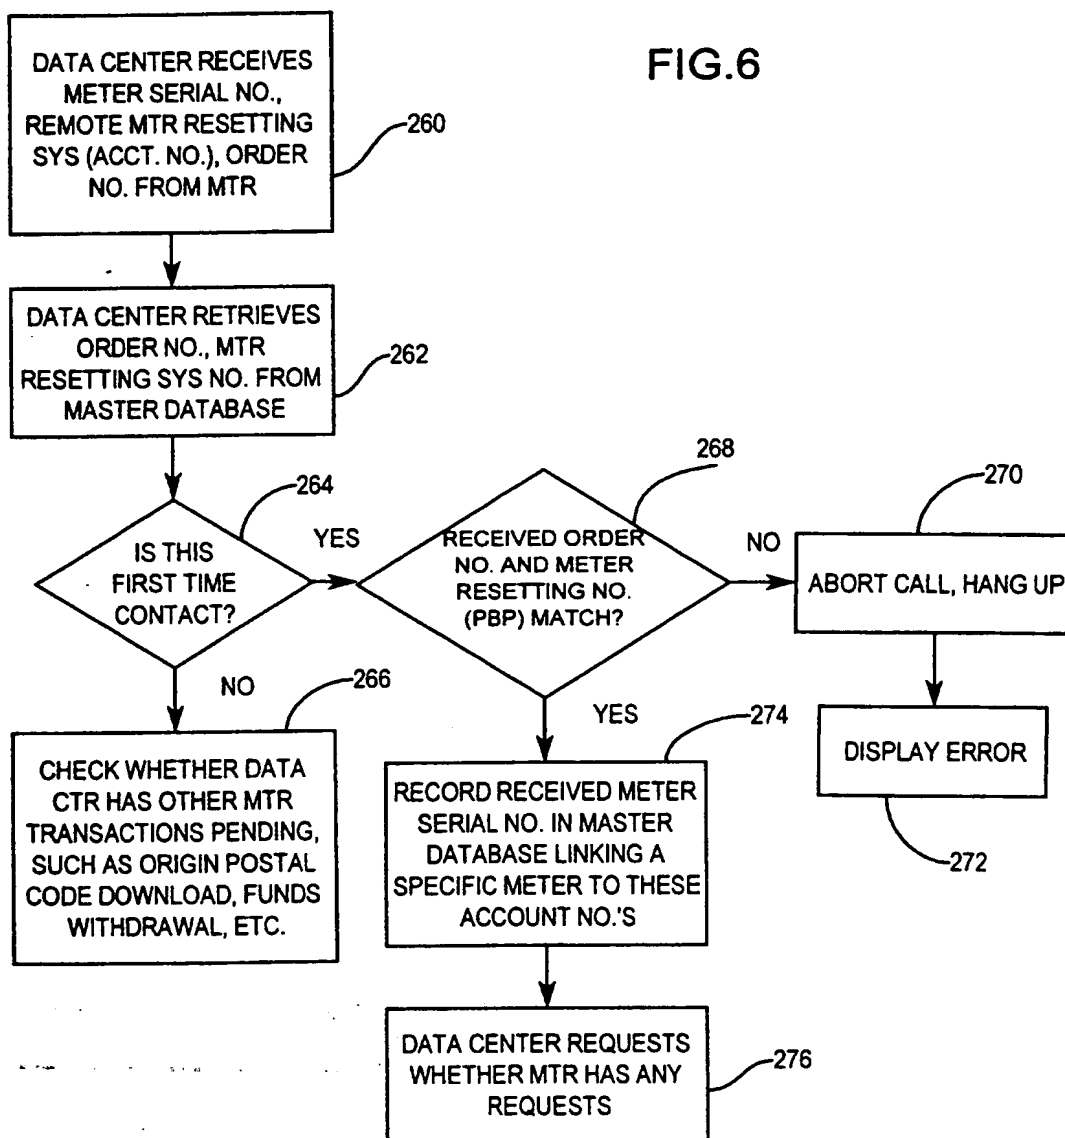 FIG.6
DATA CENTER RECEIVES
METER SERIAL NO.,
REMOTE MTR RESETTING
SYS (ACCT. NO.), ORDER
NO. FROM MTR
260
DATA CENTER RETRIEVES
ORDER NO., MTR
RESETTING SYS NO. FROM
MASTER DATABASE
262
264
IS THIS
FIRST TIME
CONTACT?
YES
NO
268
RECEIVED ORDER
NO. AND METER
RESETTING NO.
(PBP) MATCH?
NO
YES
270
ABORT CALL, HANG UP
DISPLAY ERROR
272
266
CHECK WHETHER DATA
CTR HAS OTHER MTR
TRANSACTIONS PENDING,
SUCH AS ORIGIN POSTAL
CODE DOWNLOAD, FUNDS
WITHDRAWAL, ETC.
274
RECORD RECEIVED METER
SERIAL NO. IN MASTER
DATABASE LINKING A
SPECIFIC METER TO THESE
ACCOUNT NO.'S
DATA CENTER REQUESTS
WHETHER MTR HAS ANY
REQUESTS
276